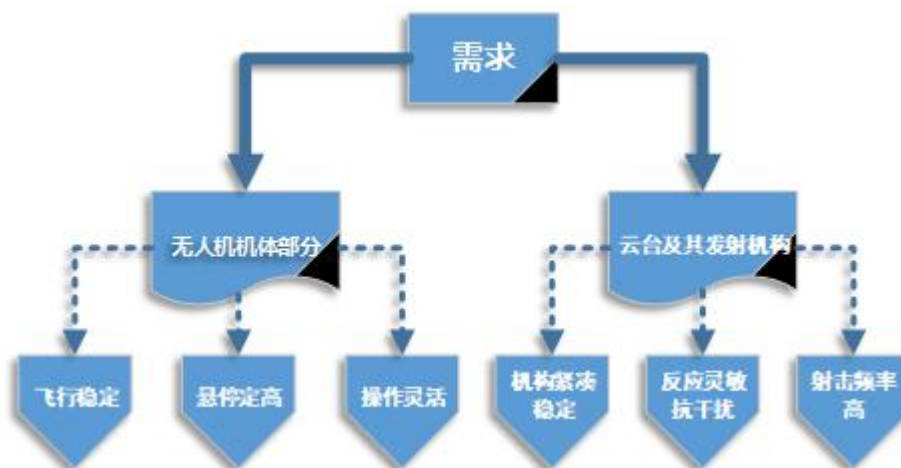 需求
无人机机体部分
云台及其发射机构
飞行稳定
悬停定高
操作灵活
机构紧凑
稳定
反应灵敏
抗干扰
射击频率
高